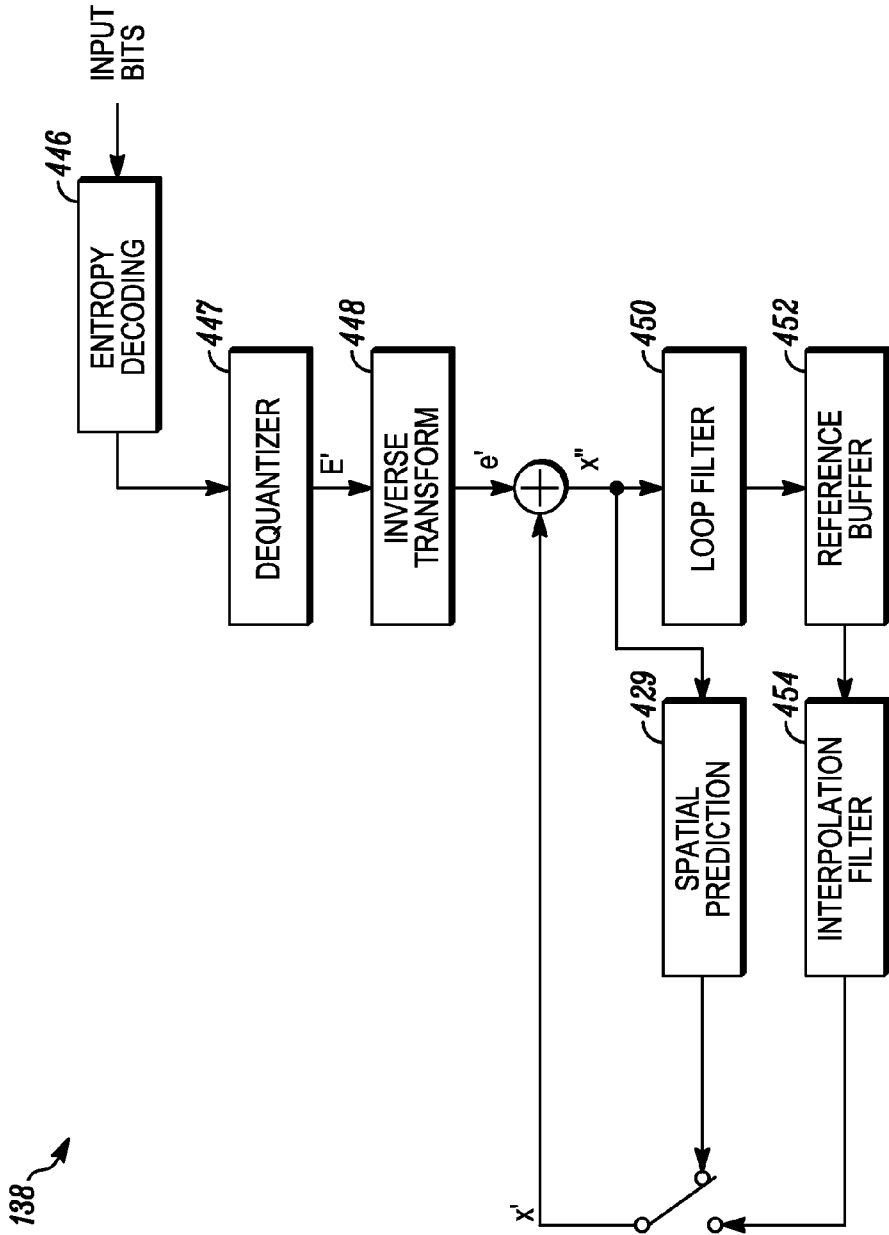 138
INPUT
BITS
446
ENTROPY
DECODING
447
DEQUANTIZER
E'
448
INVERSE
TRANSFORM
e'
x'
x"
450
LOOP FILTER
429
SPATIAL
PREDICTION
452
REFERENCE
BUFFER
454
INTERPOLATION
FILTER